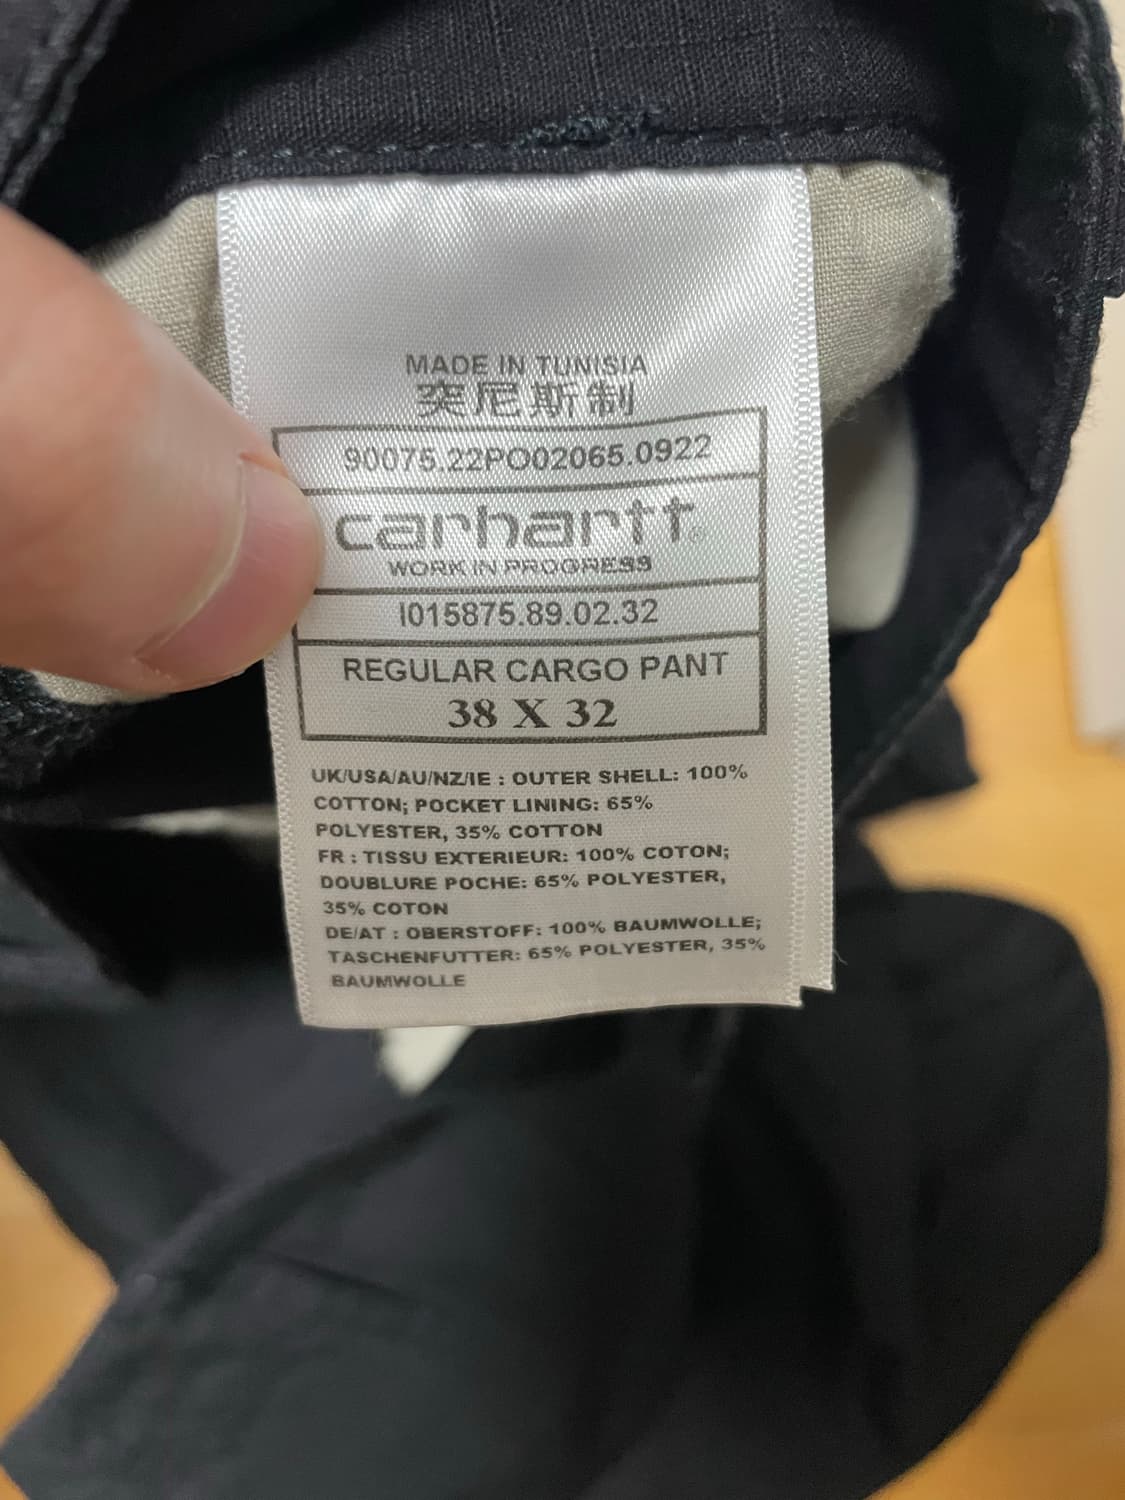 MADE IN TUNISIA
突尼斯制
90075.22PO02065.0922
carhartt®
WORK IN PROGRESS
I015875.89.02.32
REGULAR CARGO PANT
38 X 32
UK/USA/AU/NZ/IE : OUTER SHELL: 100%
COTTON; POCKET LINING: 65%
POLYESTER, 35% COTTON
FR : TISSU EXTERIEUR: 100% COTON;
DOUBLURE POCHE: 65% POLYESTER,
35% COTON
DE/AT : OBERSTOFF: 100% BAUMWOLLE;
TASCHENFUTTER: 65% POLYESTER, 35%
BAUMWOLLE